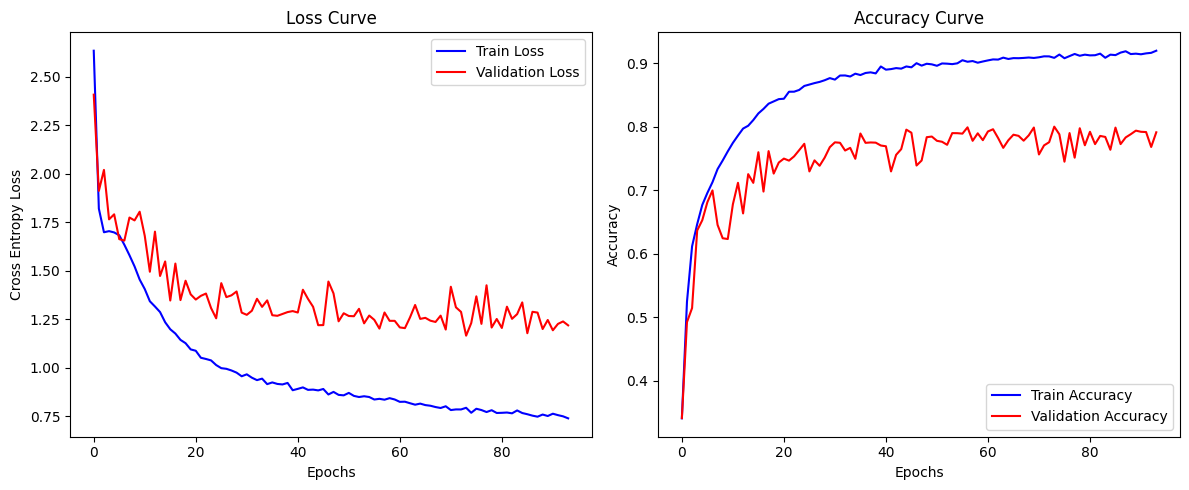 Loss Curve
Train Loss
Validation Loss
Cross Entropy Loss
2.50
2.25
2.00
1.75
1.50
1.25
1.00
0.75
0 20 40 60 80
Epochs
Accuracy Curve
Accuracy
0.9
0.8
0.7
0.6
0.5
0.4
Train Accuracy
Validation Accuracy
0 20 40 60 80
Epochs